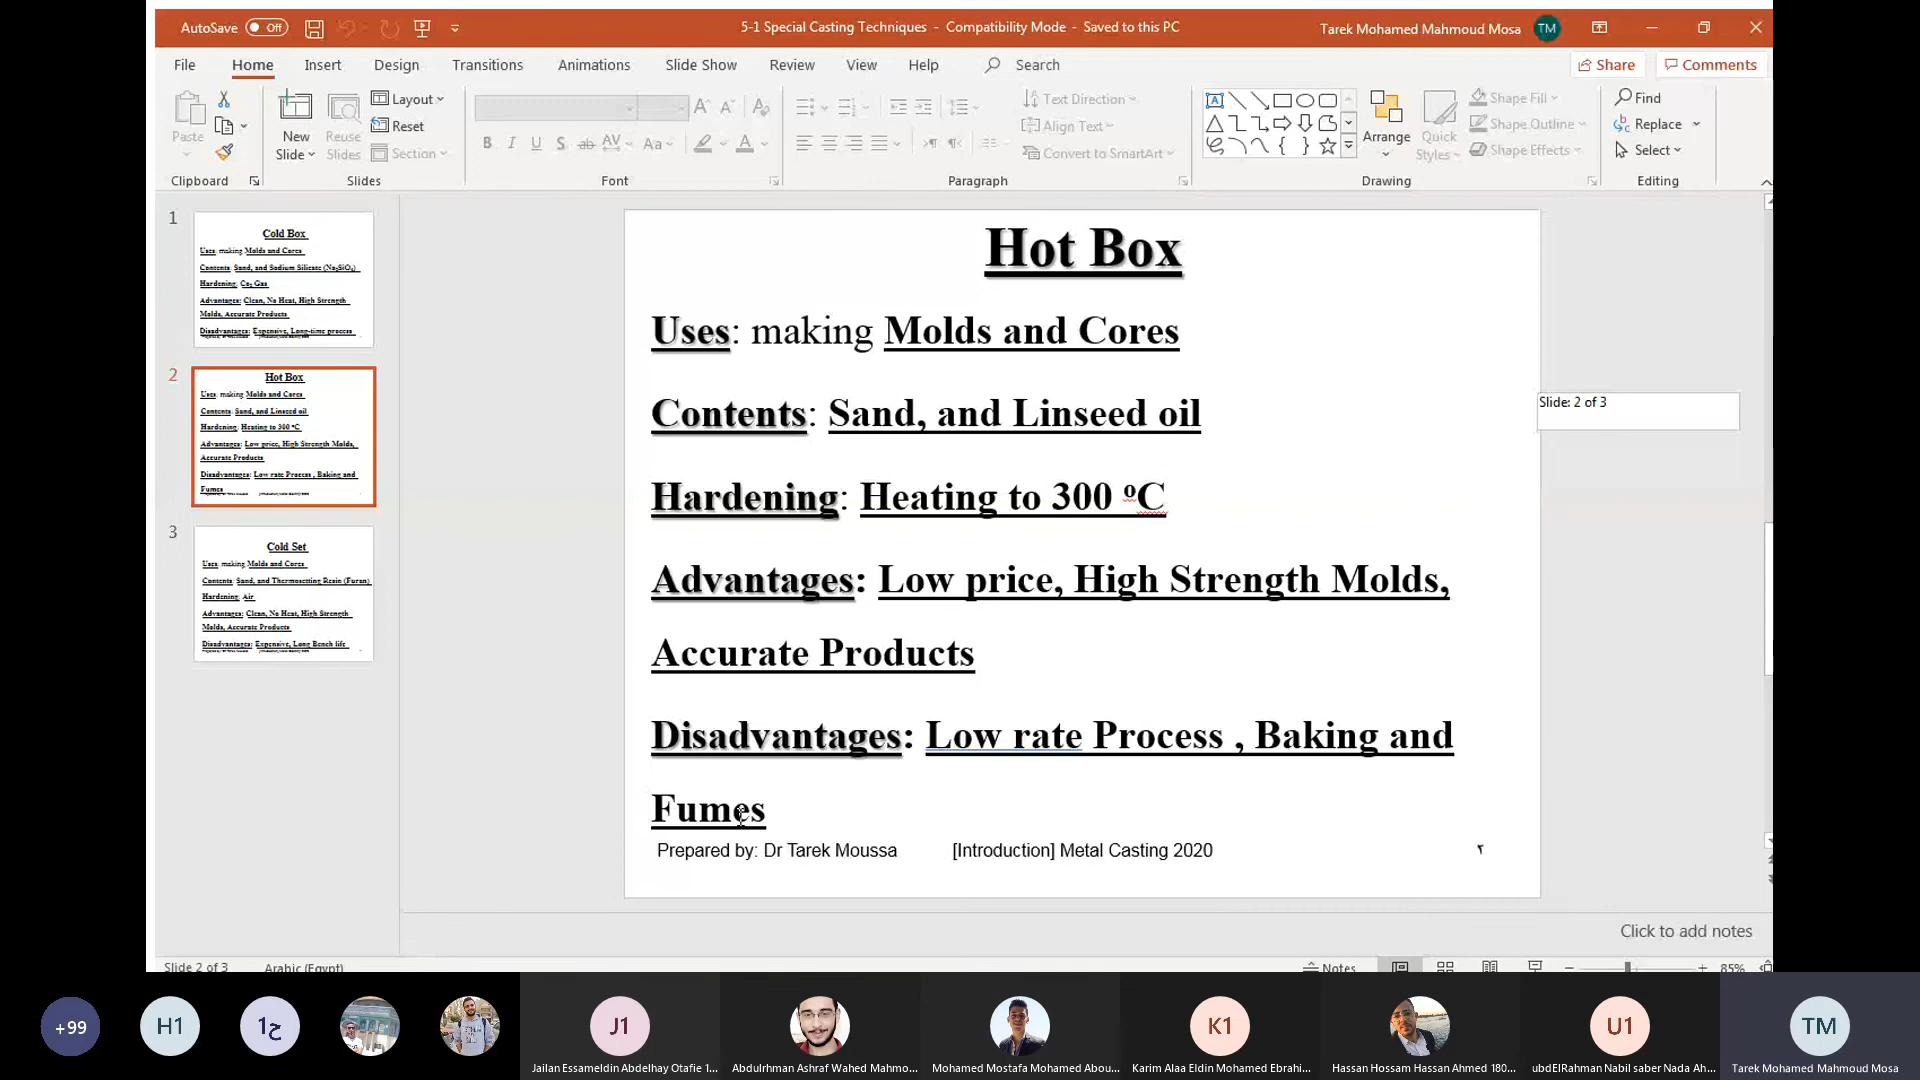 AutoSave Off
5-1 Special Casting Techniques - Compatibility Mode - Saved to this PC
Tarek Mohamed Mahmoud Mosa TM
File Home Insert Design Transitions Animations Slide Show Review View Help Search Share Comments
Paste
New Slide
Reuse Slides
Layout
Reset
Section
B I U S ab AV Aa A
Text Direction
Align Text
Convert to SmartArt
Arrange
Quick Styles
Shape Fill
Shape Outline
Shape Effects
Find
Replace
Select
Clipboard Slides Font Paragraph Drawing Editing
1
Cold Box
Uses: making Molds and Cores
Contents: Sand, and Sodium Silicate (Na₂SiO₃)
Hardening: Co₂ Gas
Advantages: Clean, No Heat, High Strength
Molds, Accurate Products
Disadvantages: Expensive, Long-time process
2
Hot Box
Uses: making Molds and Cores
Contents: Sand, and Linseed oil
Hardening: Heating to 300 ºC
Advantages: Low price, High Strength Molds,
Accurate Products
Disadvantages: Low rate Process , Baking and
Fumes
3
Cold Set
Uses: making Molds and Cores
Contents: Sand, and Thermosetting Resin (Furan)
Hardening: Air
Advantages: Clean, No Heat, High Strength
Molds, Accurate Products
Disadvantages: Expensive, Long Bench life
Hot Box
Uses: making Molds and Cores
Contents: Sand, and Linseed oil
Hardening: Heating to 300 ºC
Advantages: Low price, High Strength Molds,
Accurate Products
Disadvantages: Low rate Process , Baking and
Fumes
Prepared by: Dr Tarek Moussa [Introduction] Metal Casting 2020 ٢
Slide: 2 of 3
Click to add notes
Slide 2 of 3 Arabic (Egypt) Notes 85%
+99 H1 ح1 J1 K1 U1 TM
Jailan Essameldin Abdelhay Otafie 1...
Abdulrhman Ashraf Wahed Mahmo...
Mohamed Mostafa Mohamed Abou...
Karim Alaa Eldin Mohamed Ebrahi...
Hassan Hossam Hassan Ahmed 180...
ubdElRahman Nabil saber Nada Ah...
Tarek Mohamed Mahmoud Mosa